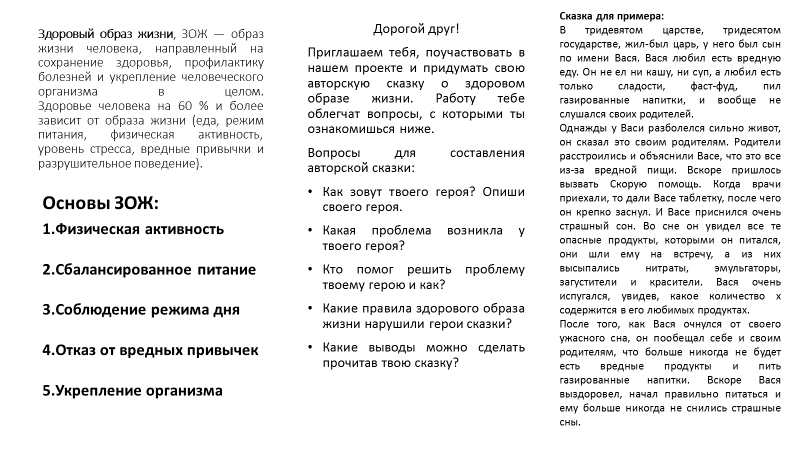 Здоровый образ жизни, ЗОЖ — образ
жизни человека, направленный на
сохранение здоровья, профилактику
болезней и укрепление человеческого
организма в целом.
Здоровье человека на 60 % и более
зависит от образа жизни (еда, режим
питания, физическая активность,
уровень стресса, вредные привычки и
разрушительное поведение).
Основы ЗОЖ:
1.Физическая активность
2.Сбалансированное питание
3.Соблюдение режима дня
4.Отказ от вредных привычек
5.Укрепление организма
Дорогой друг!
Приглашаем тебя, поучаствовать в
нашем проекте и придумать свою
авторскую сказку о здоровом
образе жизни. Работу тебе
облегчат вопросы, с которыми ты
ознакомишься ниже.
Вопросы для составления
авторской сказки:
• Как зовут твоего героя? Опиши
своего героя.
• Какая проблема возникла у
твоего героя?
• Кто помог решить проблему
твоему герою и как?
• Какие правила здорового образа
жизни нарушили герои сказки?
• Какие выводы можно сделать
прочитав твою сказку?
Сказка для примера:
В тридевятом царстве, тридесятом
государстве, жил-был царь, у него был сын
по имени Вася. Вася любил есть вредную
еду. Он не ел ни кашу, ни суп, а любил есть
только сладости, фаст-фуд, пил
газированные напитки, и вообще не
слушался своих родителей.
Однажды у Васи разболелся сильно живот,
он сказал это своим родителям. Родители
расстроились и объяснили Васе, что это все
из-за вредной пищи. Вскоре пришлось
вызвать Скорую помощь. Когда врачи
приехали, то дали Васе таблетку, после чего
он крепко заснул. И Васе приснился очень
страшный сон. Во сне он увидел все те
опасные продукты, которыми он питался,
они шли ему на встречу, а из них
высыпались нитраты, эмульгаторы,
загустители и красители. Вася очень
испугался, увидев, какое количество х
содержится в его любимых продуктах.
После того, как Вася очнулся от своего
ужасного сна, он пообещал себе и своим
родителям, что больше никогда не будет
есть вредные продукты и пить
газированные напитки. Вскоре Вася
выздоровел, начал правильно питаться и
ему больше никогда не снились страшные
сны.